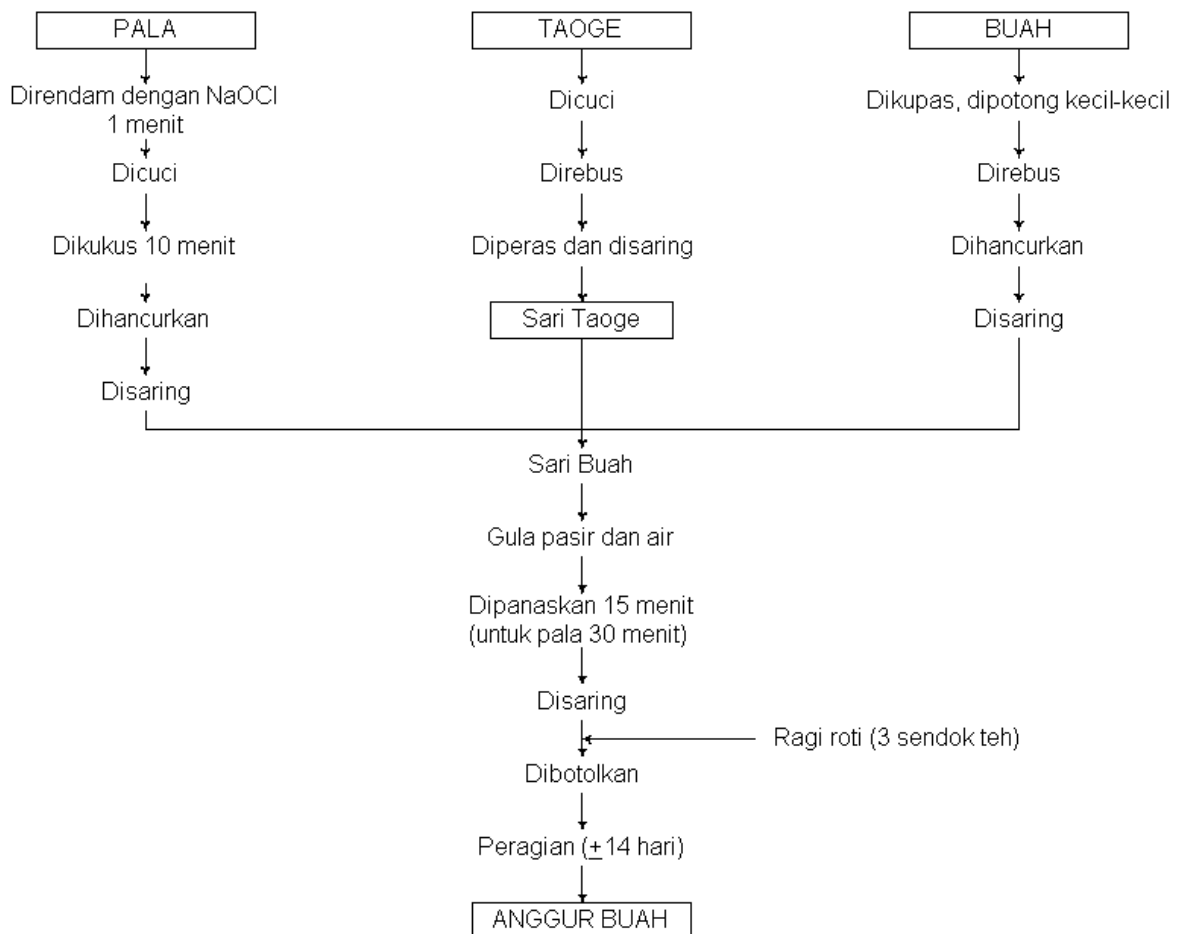 PALA
Direndam dengan NaOCl
1 menit
Dicuci
Dikukus 10 menit
Dihancurkan
Disaring
TAOGE
Dicuci
Direbus
Diperas dan disaring
Sari Taoge
BUAH
Dikupas, dipotong kecil-kecil
Direbus
Dihancurkan
Disaring
Sari Buah
Gula pasir dan air
Dipanaskan 15 menit
(untuk pala 30 menit)
Disaring
Ragi roti (3 sendok teh)
Dibotolkan
Peragian (±14 hari)
ANGGUR BUAH